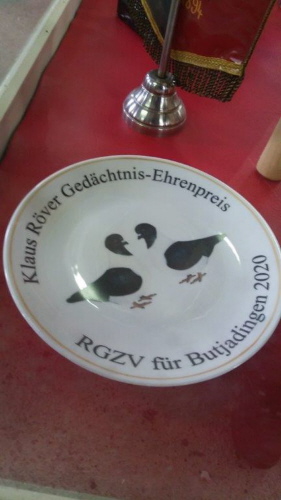 Klaus Röver Gedächtnis-Ehrenpreis
RGZV für Butjadingen 2020